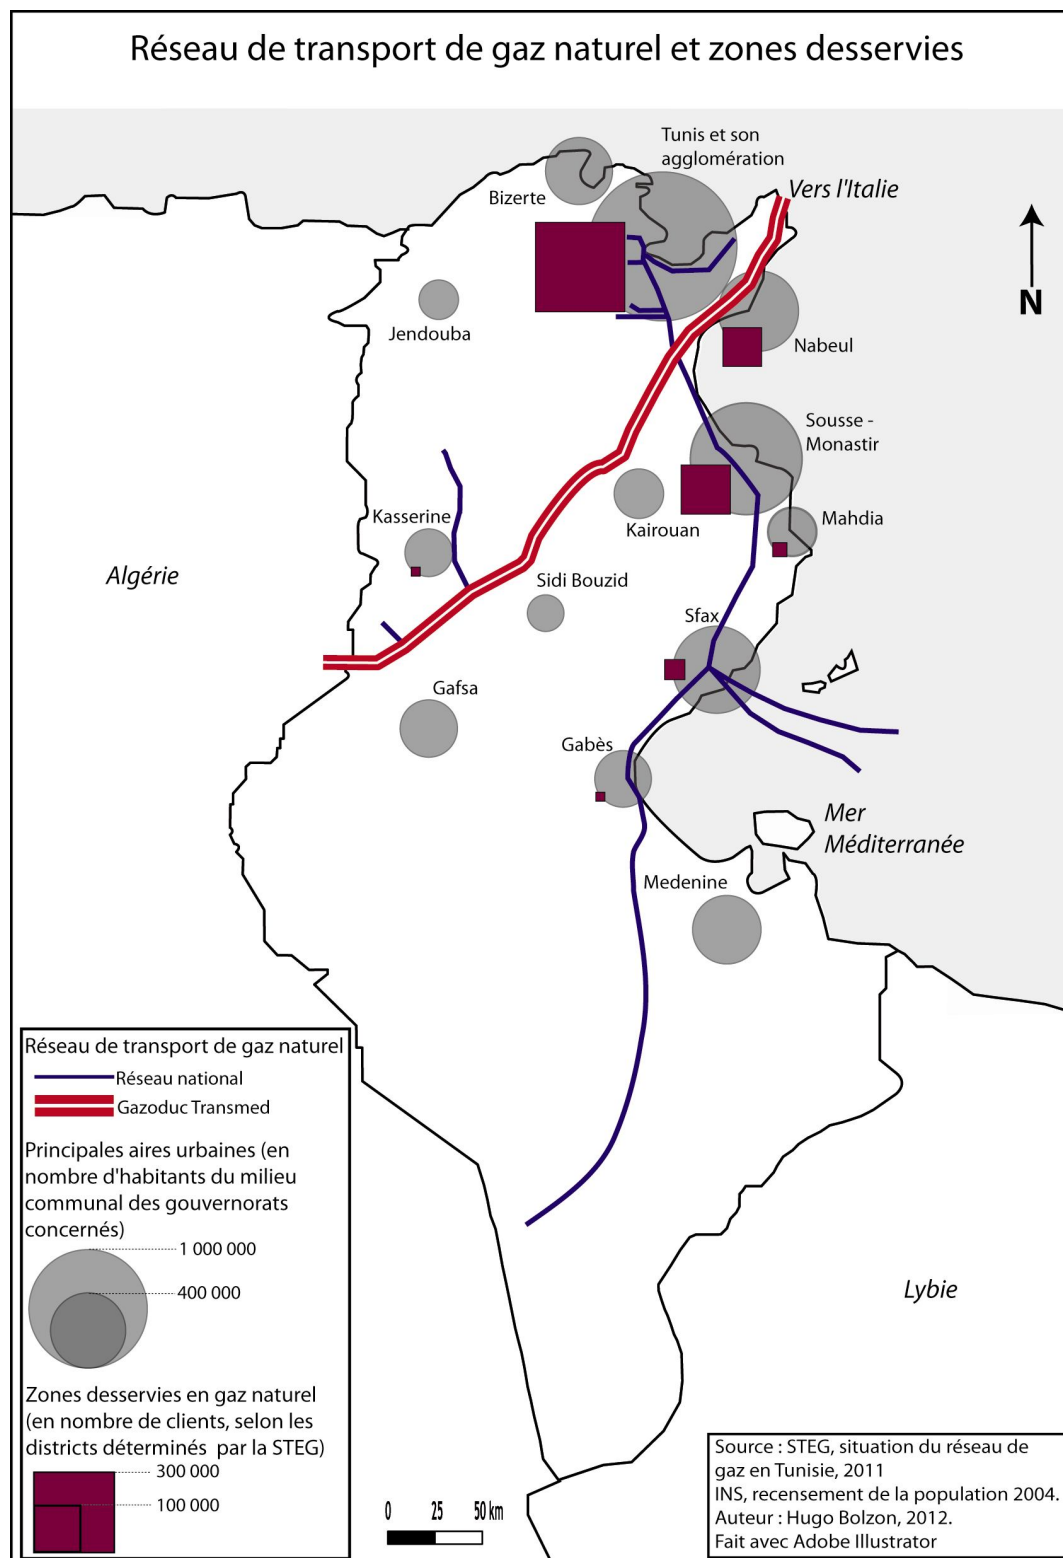 Réseau de transport de gaz naturel et zones desservies
Tunis et son
agglomération
Vers l'Italie
Bizerte
N
Jendouba
Nabeul
Sousse -
Monastir
Kasserine
Kairouan
Mahdia
Algérie
Sidi Bouzid
Sfax
Gafsa
Gabès
Mer
Méditerranée
Medenine
Réseau de transport de gaz naturel
Réseau national
Gazoduc Transmed
Principales aires urbaines (en
nombre d'habitants du milieu
communal des gouvernorats
concernés)
1 000 000
400 000
Lybie
Zones desservies en gaz naturel
(en nombre de clients, selon les
districts déterminés par la STEG)
300 000
100 000
0 25 50 km
Source : STEG, situation du réseau de
gaz en Tunisie, 2011
INS, recensement de la population 2004.
Auteur : Hugo Bolzon, 2012.
Fait avec Adobe Illustrator